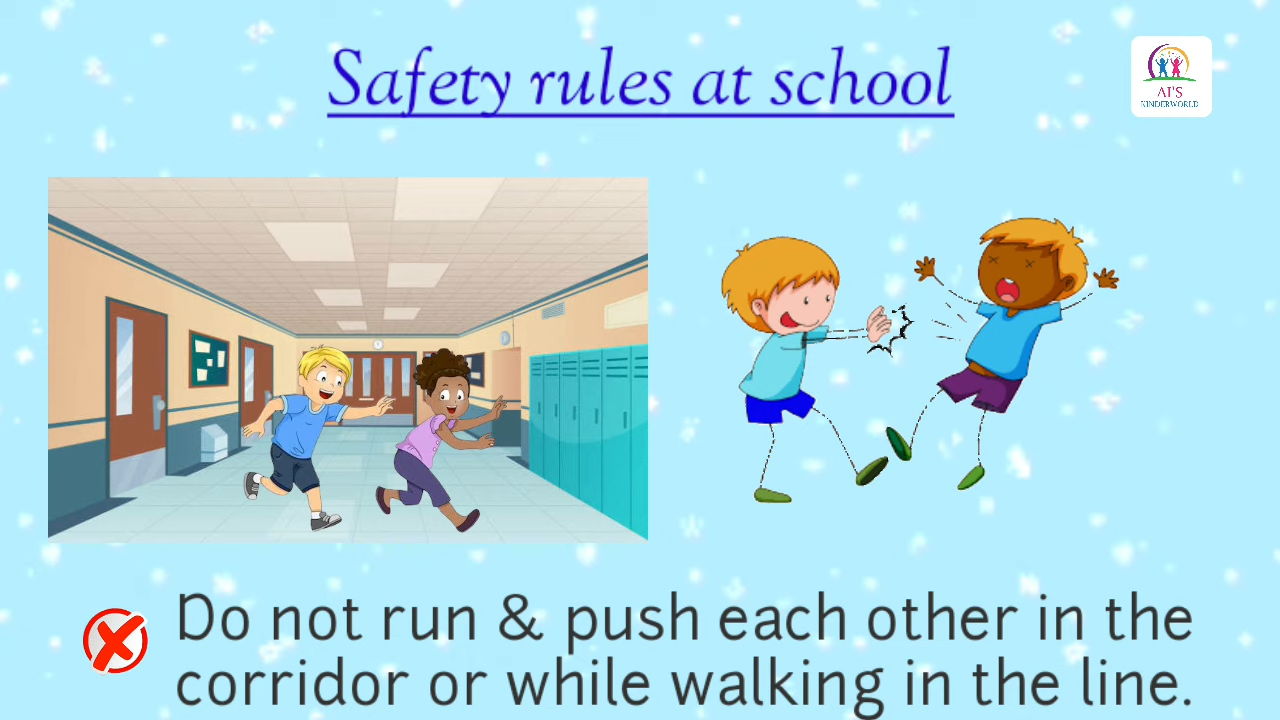 Safety rules at school
AI'S
KINDERWORLD
Do not run & push each other in the
corridor or while walking in the line.